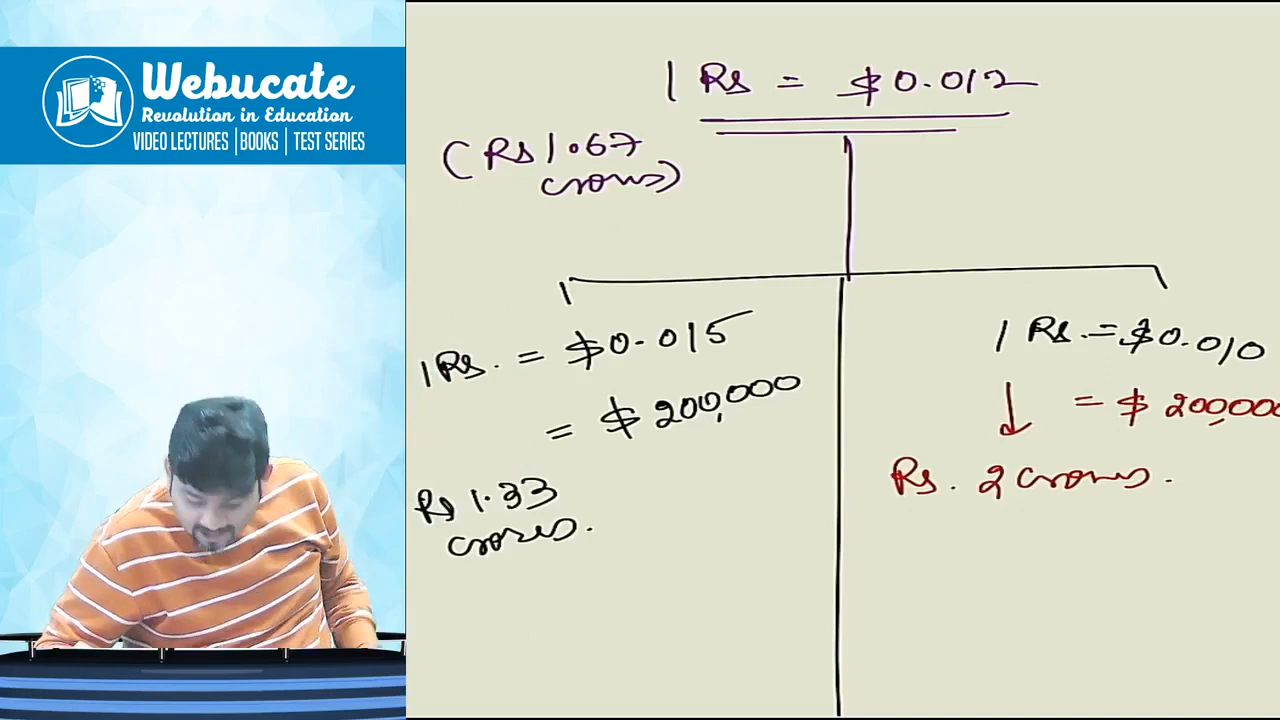 Webucate
Revolution in Education
VIDEO LECTURES | BOOKS | TEST SERIES
1 Rs = $0.012
(Rs 1.67
crores)
1 Rs. = $0.015
= $ 200,000
Rs 1.33
crores.
1 Rs. = $0.010
= $ 200,000
Rs. 2 crores.